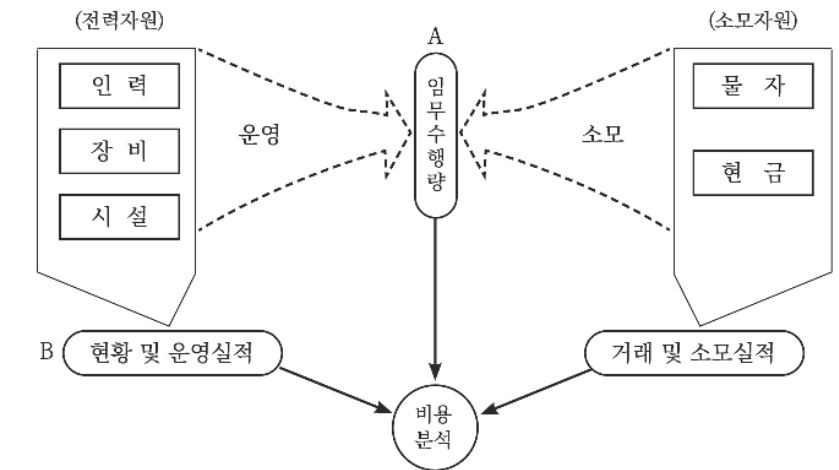 (전력자원)
(소모자원)
A
인 력
장 비
시 설
운영
임무수행량
소모
물 자
현 금
B
현황 및 운영실적
거래 및 소모실적
비용
분석